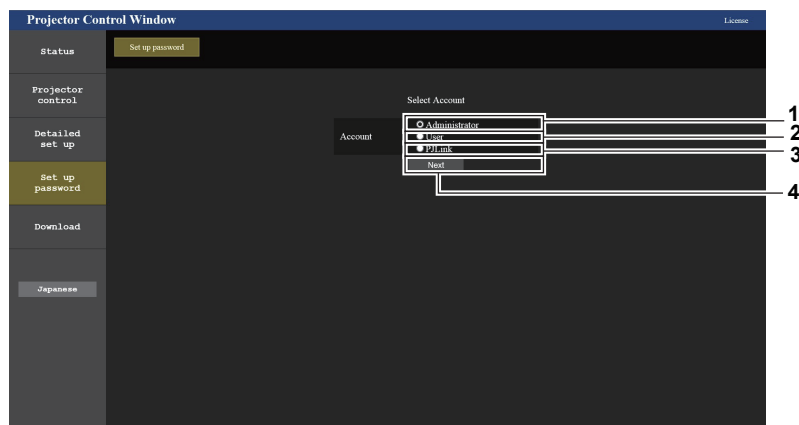 Projector Control Window
License
Status
Set up password
Projector
control
Select Account
1
Administrator
Account
User
2
Detailed
set up
PJLink
3
Next
Set up
password
4
Download
Japanese